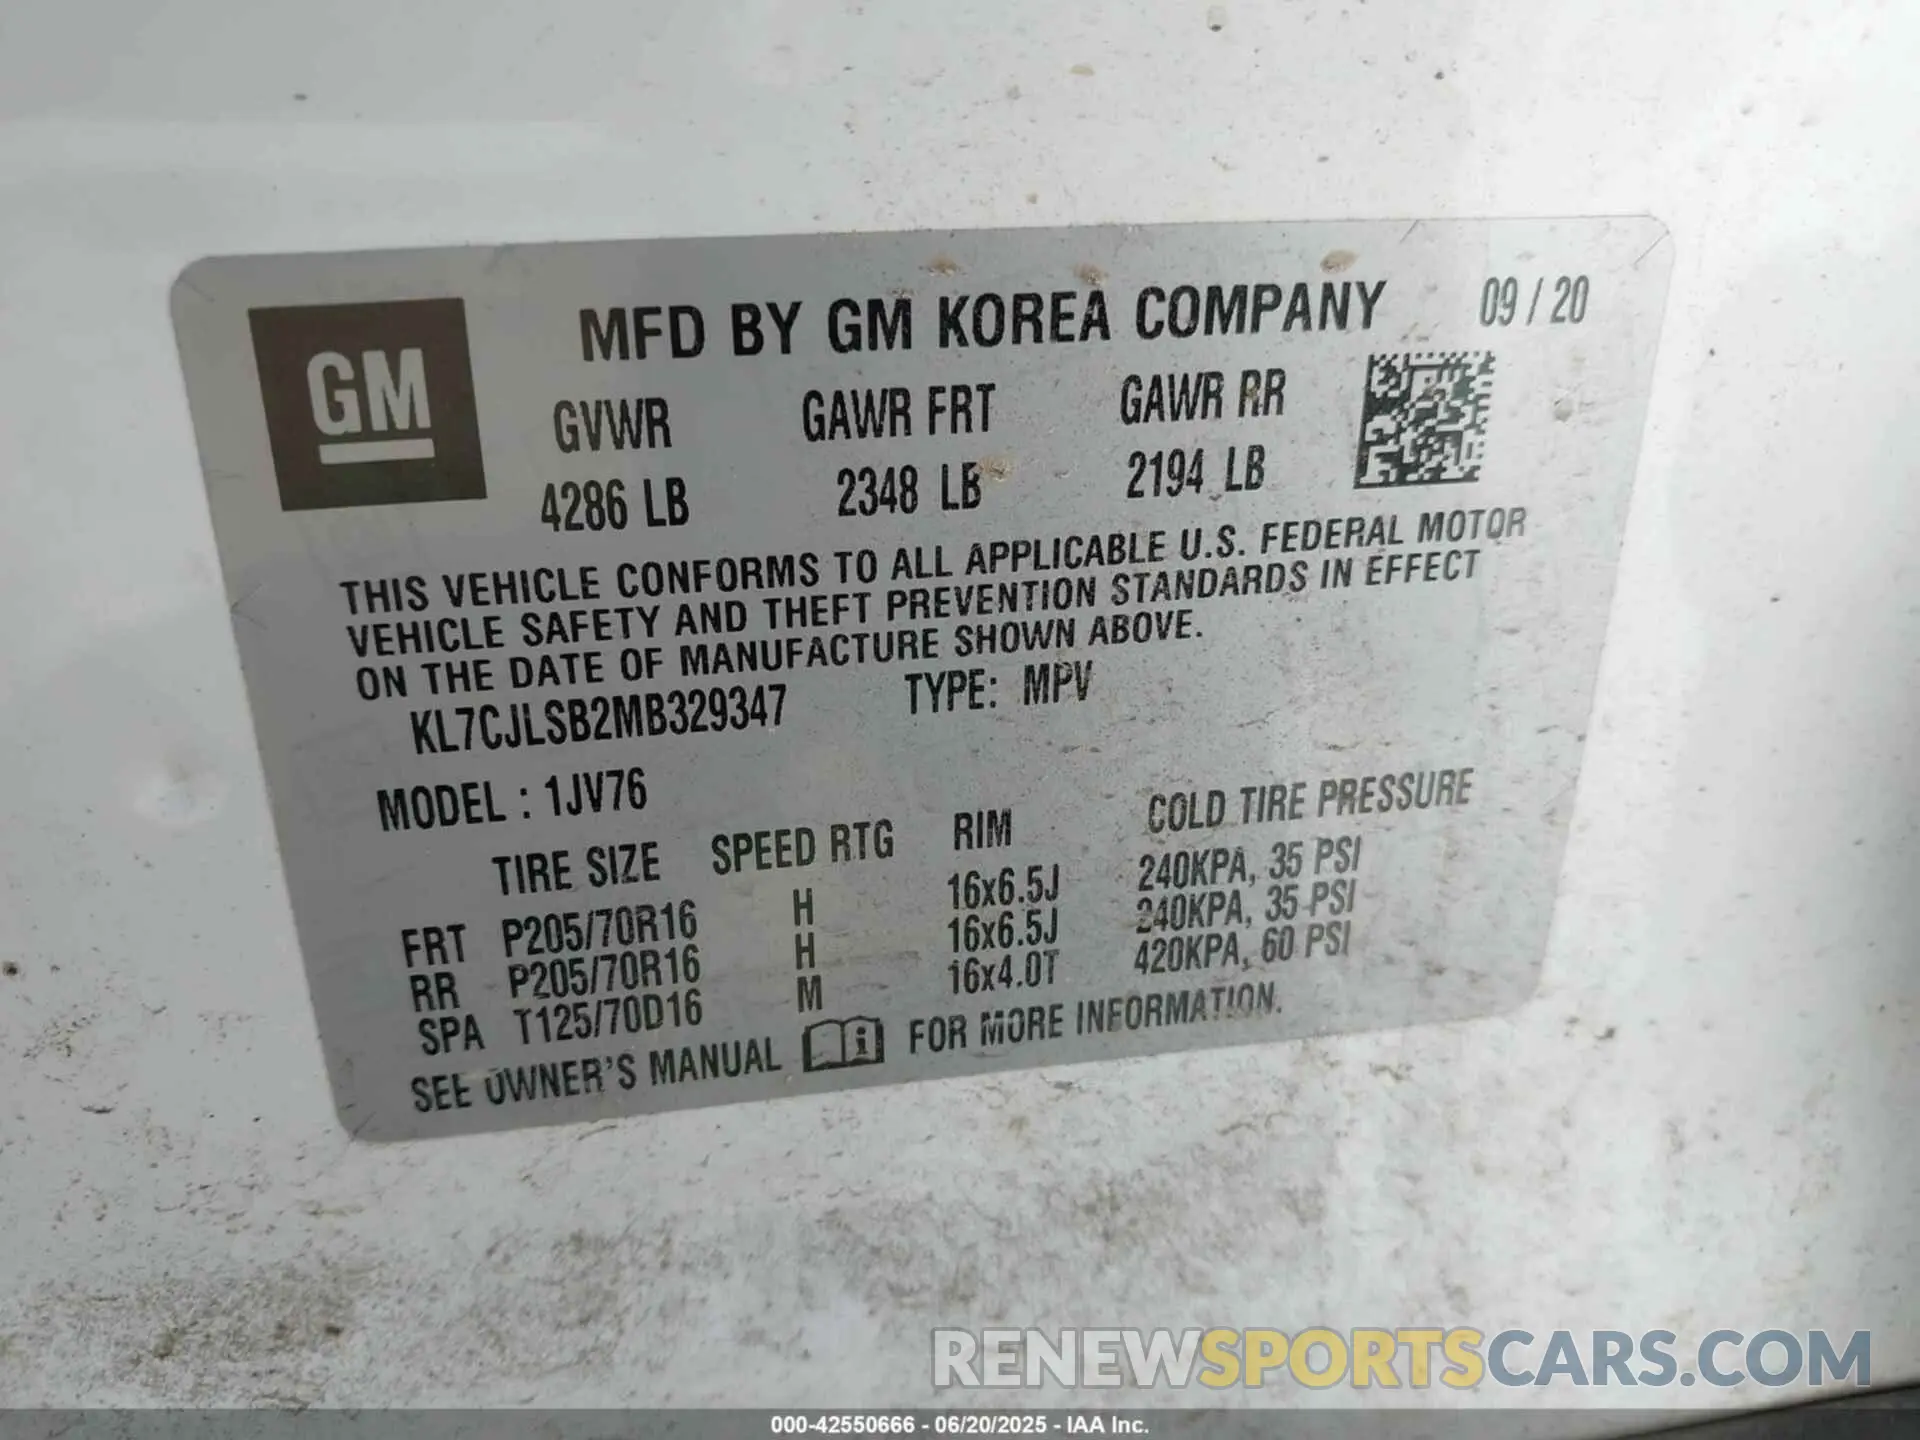 GM
MFD BY GM KOREA COMPANY 09 / 20
GVWR GAWR FRT GAWR RR
4286 LB 2348 LB 2194 LB
THIS VEHICLE CONFORMS TO ALL APPLICABLE U.S. FEDERAL MOTOR
VEHICLE SAFETY AND THEFT PREVENTION STANDARDS IN EFFECT
ON THE DATE OF MANUFACTURE SHOWN ABOVE.
KL7CJLSB2MB329347 TYPE: MPV
MODEL : 1JV76
TIRE SIZE SPEED RTG RIM COLD TIRE PRESSURE
FRT P205/70R16 H 16x6.5J 240KPA, 35 PSI
RR P205/70R16 H 16x6.5J 240KPA, 35 PSI
SPA T125/70D16 M 16x4.0T 420KPA, 60 PSI
SEE OWNER'S MANUAL i FOR MORE INFORMATION.
RENEWSPORTSCARS.COM
000-42550666 - 06/20/2025 - IAA Inc.